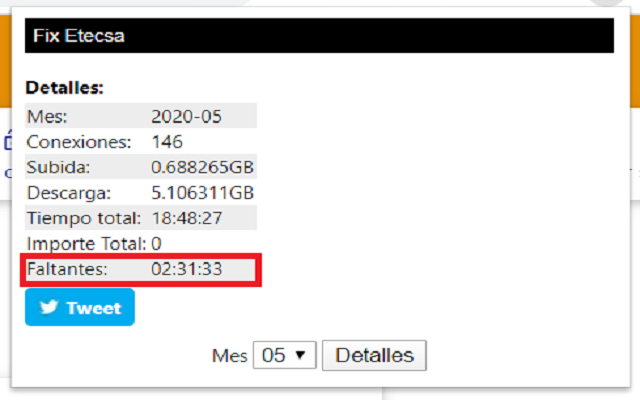 Fix Etecsa
Detalles:
Mes: 2020-05
Conexiones: 146
Subida: 0.688265GB
Descarga: 5.106311GB
Tiempo total: 18:48:27
Importe Total: 0
Faltantes: 02:31:33
Tweet
Mes 05 ▼ Detalles